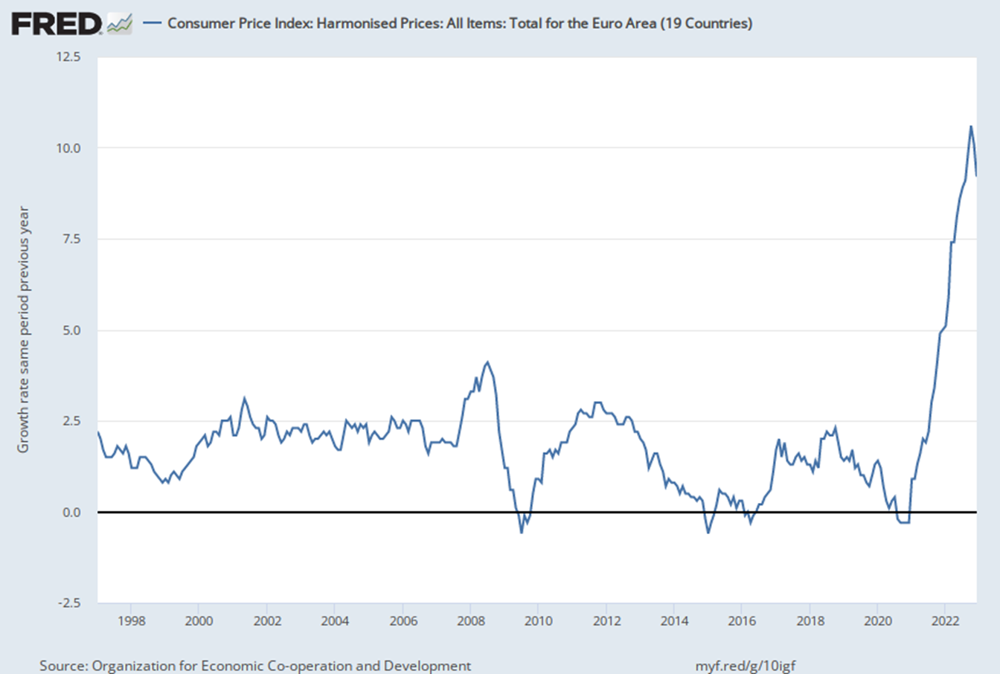 FRED
Consumer Price Index: Harmonised Prices: All Items: Total for the Euro Area (19 Countries)
12.5
10.0
7.5
5.0
2.5
0.0
-2.5
Growth rate same period previous year
1998 2000 2002 2004 2006 2008 2010 2012 2014 2016 2018 2020 2022
Source: Organization for Economic Co-operation and Development
myf.red/g/10igf